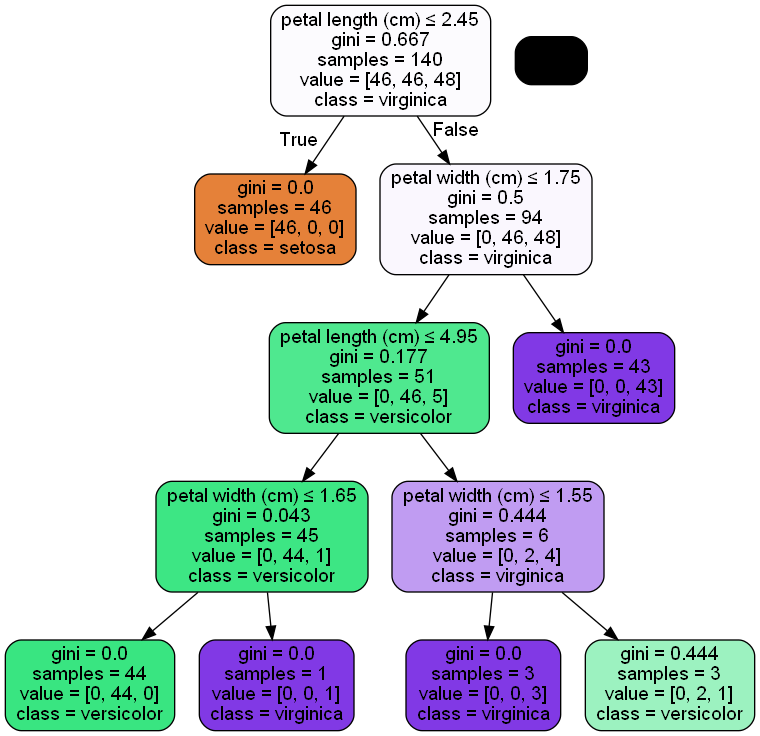 petal length (cm) ≤ 2.45
gini = 0.667
samples = 140
value = [46, 46, 48]
class = virginica
True
False
gini = 0.0
samples = 46
value = [46, 0, 0]
class = setosa
petal width (cm) ≤ 1.75
gini = 0.5
samples = 94
value = [0, 46, 48]
class = virginica
petal length (cm) ≤ 4.95
gini = 0.177
samples = 51
value = [0, 46, 5]
class = versicolor
gini = 0.0
samples = 43
value = [0, 0, 43]
class = virginica
petal width (cm) ≤ 1.65
gini = 0.043
samples = 45
value = [0, 44, 1]
class = versicolor
petal width (cm) ≤ 1.55
gini = 0.444
samples = 6
value = [0, 2, 4]
class = virginica
gini = 0.0
samples = 44
value = [0, 44, 0]
class = versicolor
gini = 0.0
samples = 1
value = [0, 0, 1]
class = virginica
gini = 0.0
samples = 3
value = [0, 0, 3]
class = virginica
gini = 0.444
samples = 3
value = [0, 2, 1]
class = versicolor